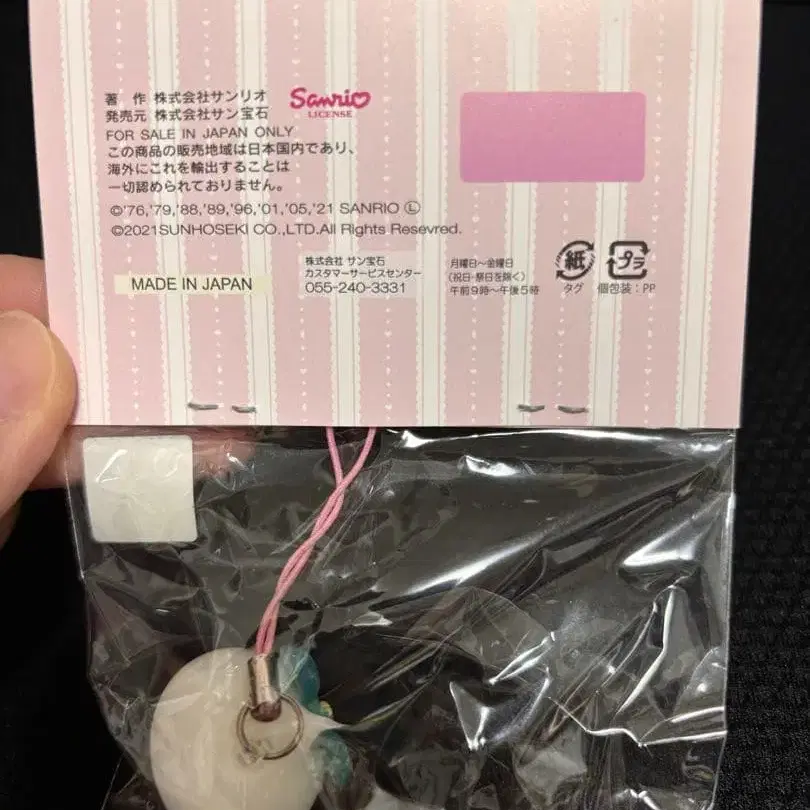 著 作 株式会社サンリオ
Sanrio
LICENSE
発売元 株式会社サン宝石
FOR SALE IN JAPAN ONLY
この商品の販売地域は日本国内であり、
海外にこれを輸出することは
一切認められておりません。
©'76,'79,'88,'89,'96,'01,'05,'21 SANRIO Ⓛ
©2021SUNHOSEKI CO.,LTD.All Rights Resevred.
MADE IN JAPAN
株式会社 サン宝石
カスタマーサービスセンター
055-240-3331
月曜日〜金曜日
(祝日・祭日を除く)
午前9時〜午後5時
紙
タグ
プラ
個包装:PP